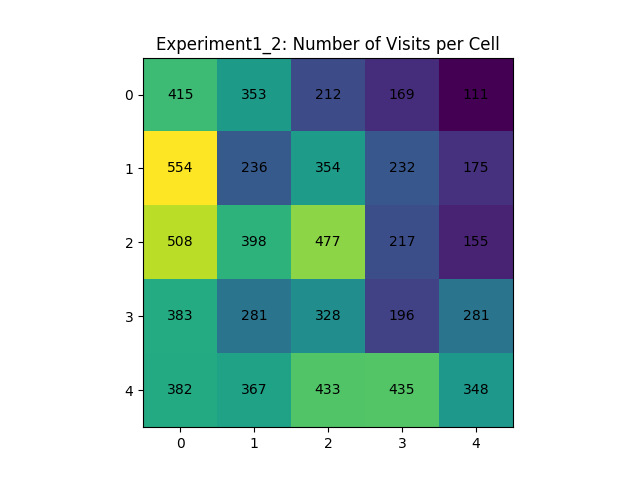 Experiment1_2: Number of Visits per Cell
0 415 353 212 169 111
1 554 236 354 232 175
2 508 398 477 217 155
3 383 281 328 196 281
4 382 367 433 435 348
0 1 2 3 4